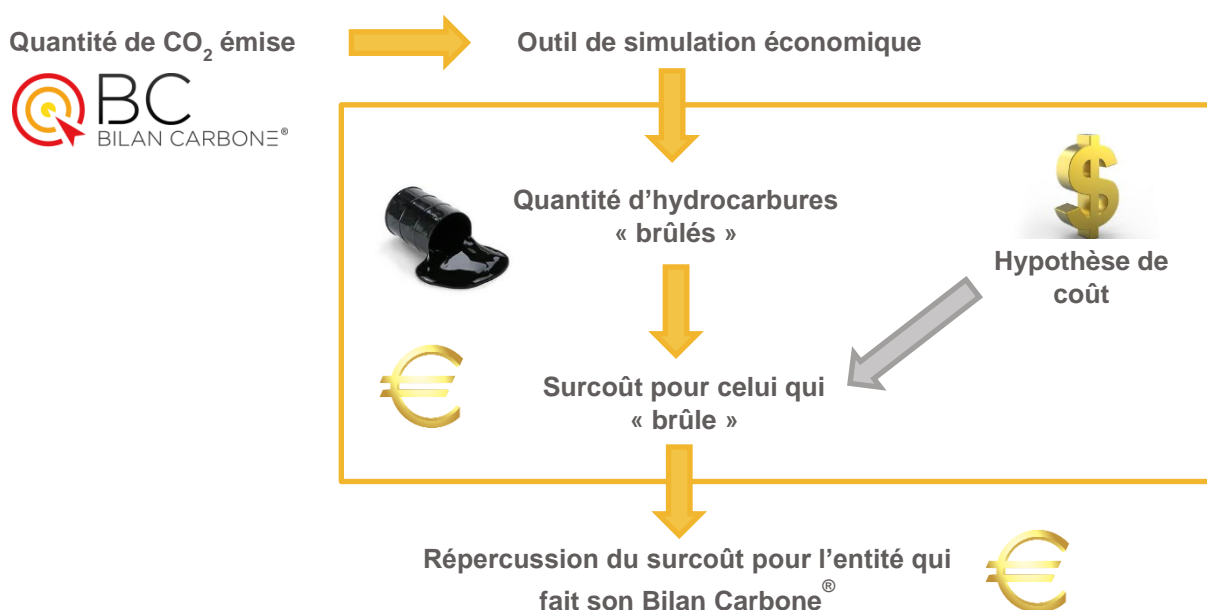 Quantité de CO₂ émise
Outil de simulation économique
BC
BILAN CARBONE®
Quantité d’hydrocarbures
« brûlés »
Hypothèse de
coût
Surcoût pour celui qui
« brûle »
Répercussion du surcoût pour l’entité qui
fait son Bilan Carbone®